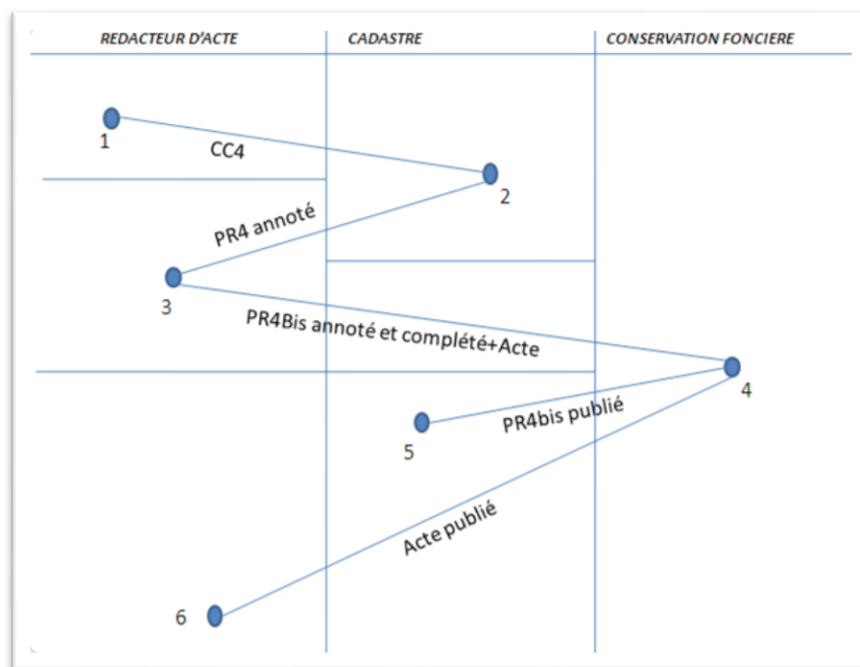 REDACTEUR D'ACTE
CADASTRE
CONSERVATION FONCIERE
1
CC4
2
PR4 annoté
3
PR4Bis annoté et complété+Acte
4
PR4bis publié
5
Acte publié
6